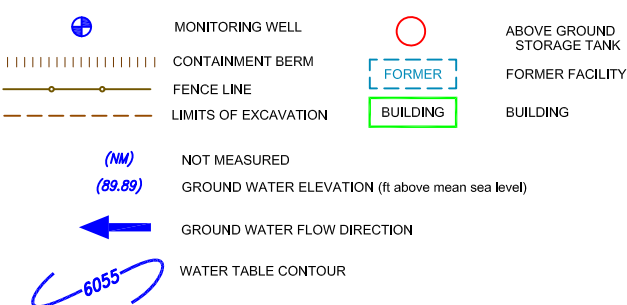 MONITORING WELL
CONTAINMENT BERM
FENCE LINE
LIMITS OF EXCAVATION
ABOVE GROUND
STORAGE TANK
FORMER
FORMER FACILITY
BUILDING
BUILDING
(NM)
NOT MEASURED
(89.89)
GROUND WATER ELEVATION (ft above mean sea level)
GROUND WATER FLOW DIRECTION
6055
WATER TABLE CONTOUR